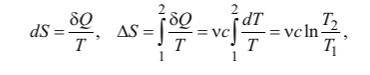 dS = δQ/T, ΔS = ∫₁² δQ/T = νc ∫₁² dT/T = νc ln T₂/T₁,